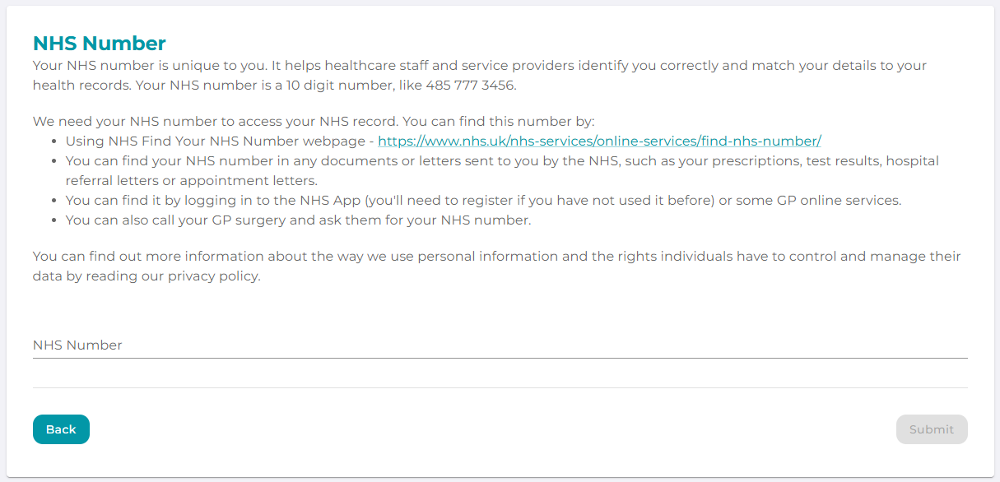 NHS Number
Your NHS number is unique to you. It helps healthcare staff and service providers identify you correctly and match your details to your
health records. Your NHS number is a 10 digit number, like 485 777 3456.
We need your NHS number to access your NHS record. You can find this number by:
• Using NHS Find Your NHS Number webpage - https://www.nhs.uk/nhs-services/online-services/find-nhs-number/
• You can find your NHS number in any documents or letters sent to you by the NHS, such as your prescriptions, test results, hospital
referral letters or appointment letters.
• You can find it by logging in to the NHS App (you'll need to register if you have not used it before) or some GP online services.
• You can also call your GP surgery and ask them for your NHS number.
You can find out more information about the way we use personal information and the rights individuals have to control and manage their
data by reading our privacy policy.
NHS Number
Back
Submit